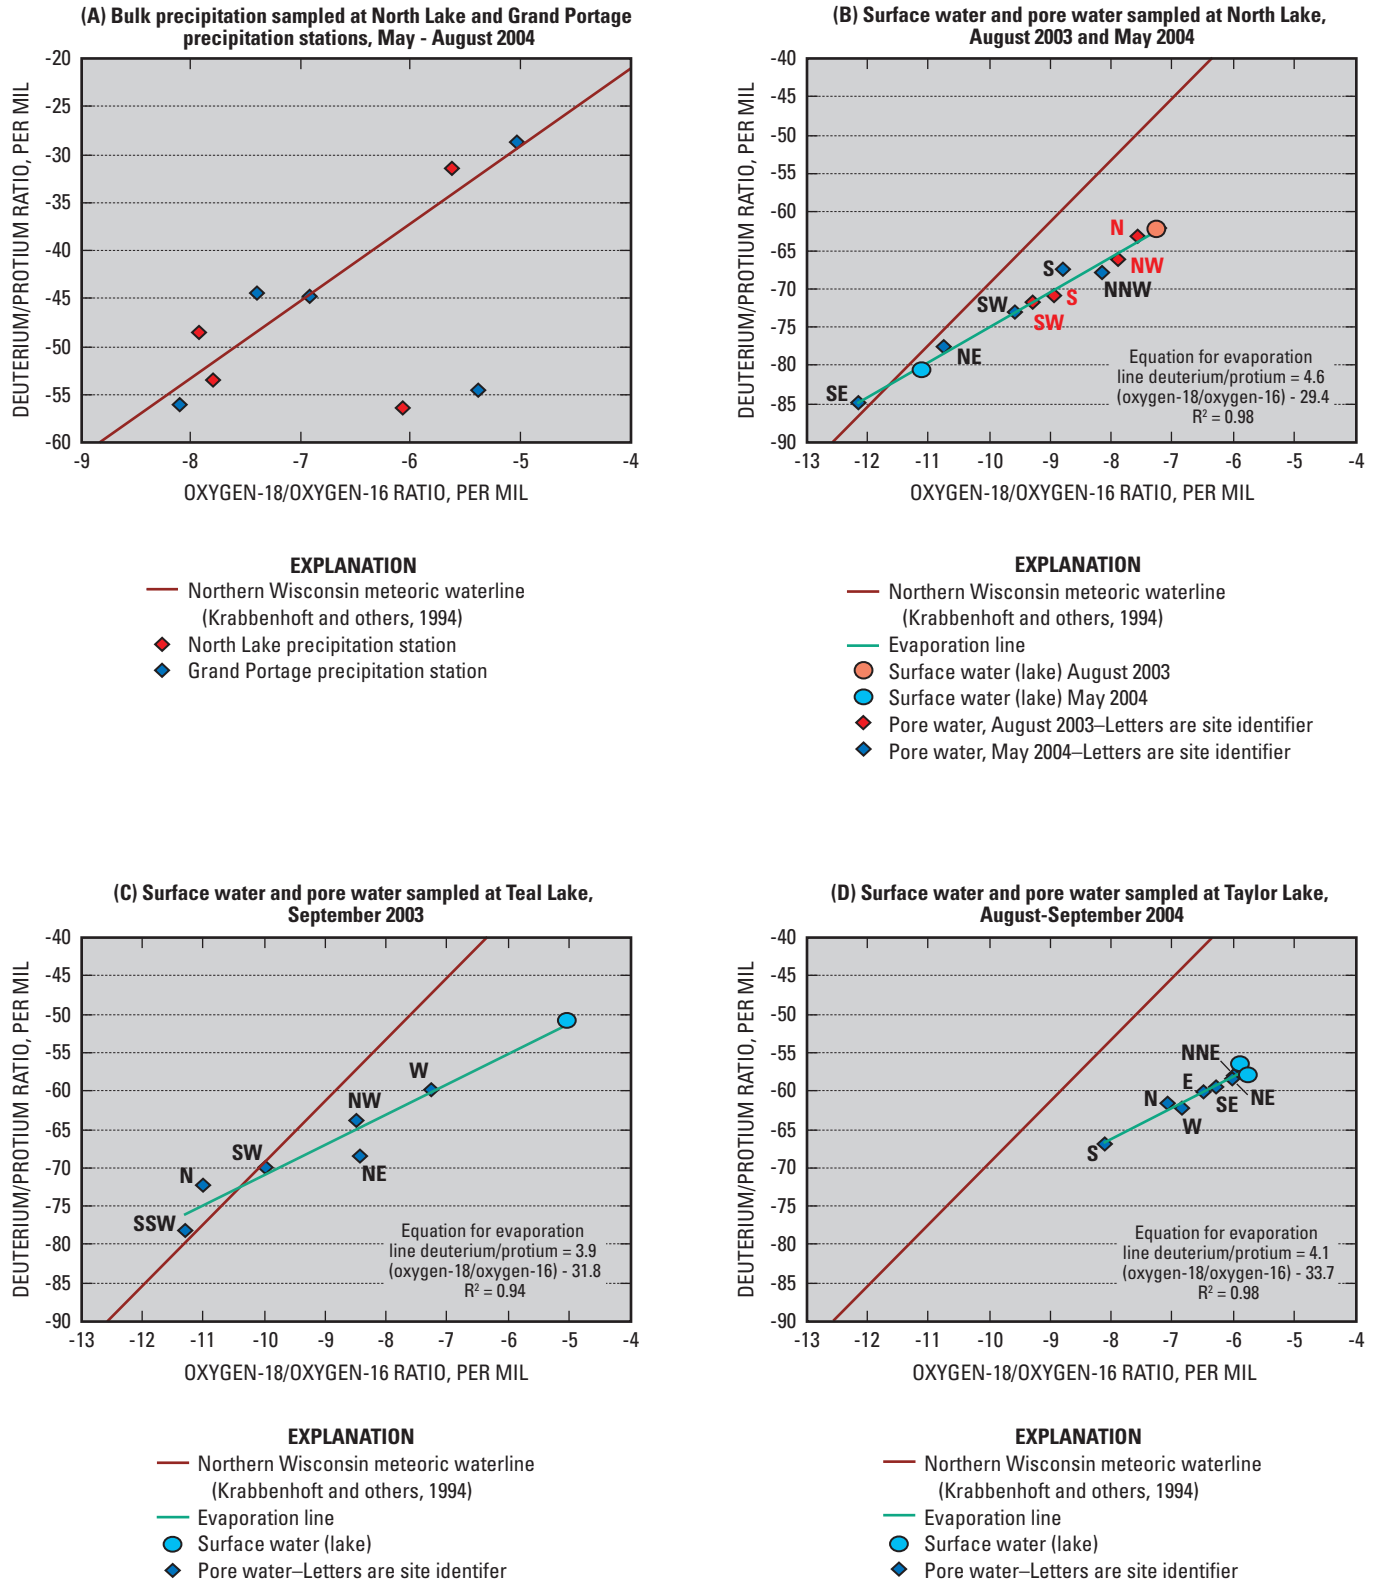 (A) Bulk precipitation sampled at North Lake and Grand Portage
precipitation stations, May - August 2004
DEUTERIUM/PROTIUM RATIO, PER MIL
-20
-25
-30
-35
-40
-45
-50
-55
-60
-9
-8
-7
-6
-5
-4
OXYGEN-18/OXYGEN-16 RATIO, PER MIL
EXPLANATION
Northern Wisconsin meteoric waterline
(Krabbenhoft and others, 1994)
North Lake precipitation station
Grand Portage precipitation station
(B) Surface water and pore water sampled at North Lake,
August 2003 and May 2004
DEUTERIUM/PROTIUM RATIO, PER MIL
-40
-45
-50
-55
-60
-65
-70
-75
-80
-85
-90
N
NW
S
NNW
S
SW
SW
NE
SE
Equation for evaporation
line deuterium/protium = 4.6
(oxygen-18/oxygen-16) - 29.4
R² = 0.98
-13
-12
-11
-10
-9
-8
-7
-6
-5
-4
OXYGEN-18/OXYGEN-16 RATIO, PER MIL
EXPLANATION
Northern Wisconsin meteoric waterline
(Krabbenhoft and others, 1994)
Evaporation line
Surface water (lake) August 2003
Surface water (lake) May 2004
Pore water, August 2003–Letters are site identifier
Pore water, May 2004–Letters are site identifier
(C) Surface water and pore water sampled at Teal Lake,
September 2003
DEUTERIUM/PROTIUM RATIO, PER MIL
-40
-45
-50
-55
-60
-65
-70
-75
-80
-85
-90
W
NW
SW
NE
N
SSW
Equation for evaporation
line deuterium/protium = 3.9
(oxygen-18/oxygen-16) - 31.8
R² = 0.94
-13
-12
-11
-10
-9
-8
-7
-6
-5
-4
OXYGEN-18/OXYGEN-16 RATIO, PER MIL
EXPLANATION
Northern Wisconsin meteoric waterline
(Krabbenhoft and others, 1994)
Evaporation line
Surface water (lake)
Pore water–Letters are site identifer
(D) Surface water and pore water sampled at Taylor Lake,
August-September 2004
DEUTERIUM/PROTIUM RATIO, PER MIL
-40
-45
-50
-55
-60
-65
-70
-75
-80
-85
-90
NNE
E
NE
N
SE
W
S
Equation for evaporation
line deuterium/protium = 4.1
(oxygen-18/oxygen-16) - 33.7
R² = 0.98
-13
-12
-11
-10
-9
-8
-7
-6
-5
-4
OXYGEN-18/OXYGEN-16 RATIO, PER MIL
EXPLANATION
Northern Wisconsin meteoric waterline
(Krabbenhoft and others, 1994)
Evaporation line
Surface water (lake)
Pore water–Letters are site identifier